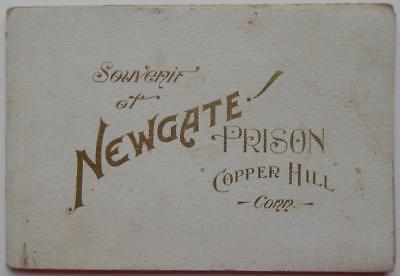 Souvenir
of
NEWGATE!
PRISON
COPPER HILL
- Conn. -